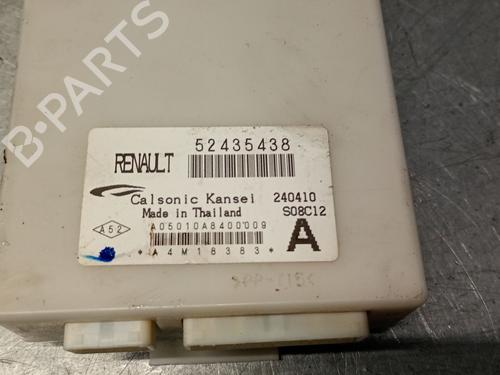 B-PARTS
RENAULT 52435438
Calsonic Kansei 240410
Made in Thailand S08C12
A52 A05010A8400009 A
* A4M18383 *